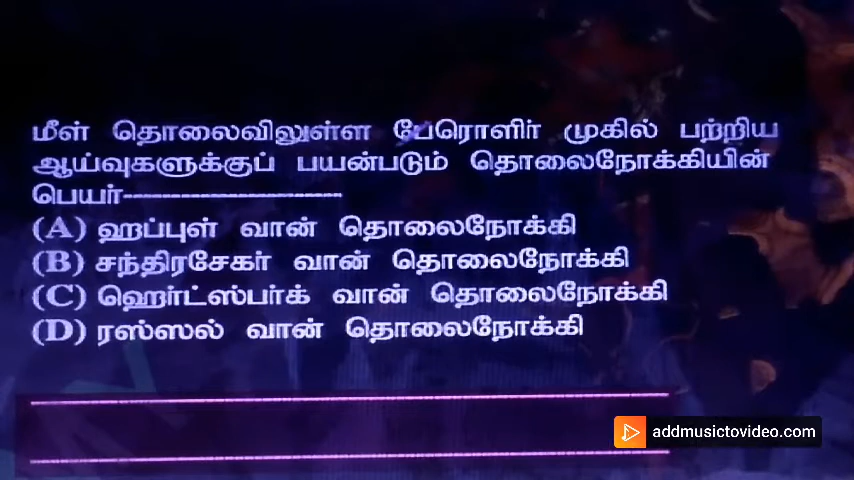 மீள் தொலைவிலுள்ள பேரொளிர் முகில் பற்றிய
ஆய்வுகளுக்குப் பயன்படும் தொலைநோக்கியின்
பெயர்--------------------
(A) ஹப்புள் வான் தொலைநோக்கி
(B) சந்திரசேகர் வான் தொலைநோக்கி
(C) ஹெர்ட்ஸ்பர்க் வான் தொலைநோக்கி
(D) ரஸ்ஸல் வான் தொலைநோக்கி
addmusictovideo.com